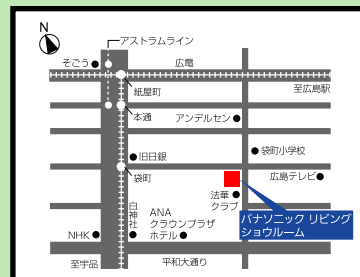 N
アストラムライン
そごう
広電
紙屋町
至広島駅
本通
アンデルセン
旧日銀
袋町小学校
袋町
広島テレビ
法華
クラブ
白神社
ANA
クラウンプラザ
ホテル
パナソニック リビング
ショウルーム
NHK
至宇品
平和大通り